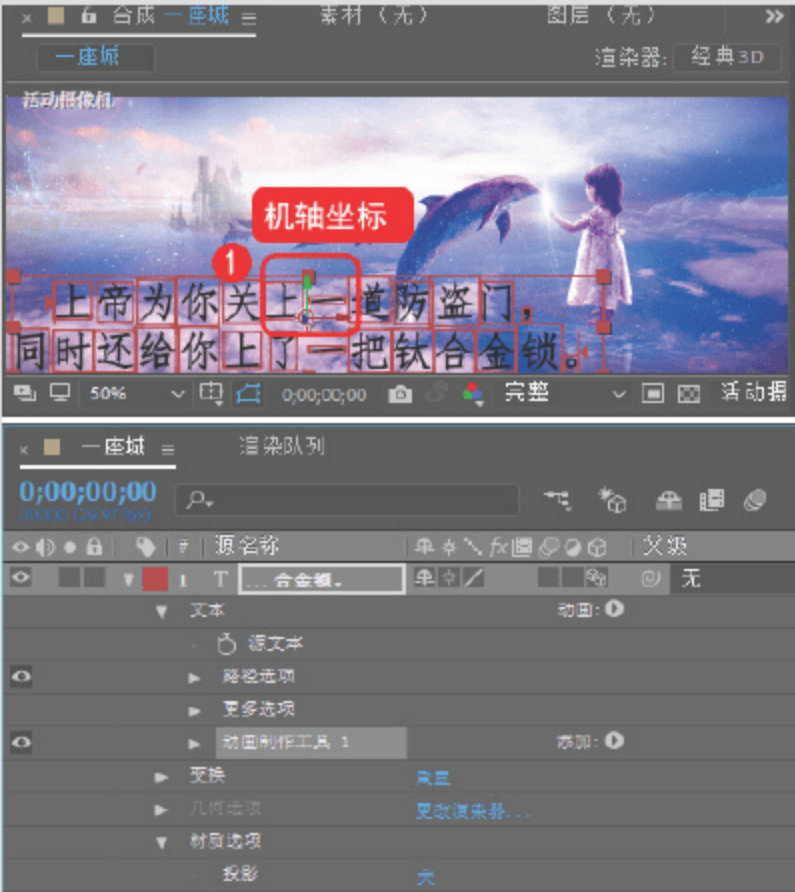 合成 一座城 素材（无） 图层（无）
一座城 渲染器: 经典3D
活动摄像机
机轴坐标
1
上帝为你关上一道防盗门，
同时还给你上了一把钛合金锁。
50% 0;00;00;00 完整 活动摄
一座城 渲染队列
0;00;00;00
00000 (29.97 fps)
# 源名称 fx 父级
1 T ... 合金锁。 无
文本 动画:
源文本
路径选项
更多选项
动画制作工具 1 添加:
变换 重置
几何选项 更改渲染器...
材质选项
投影 关